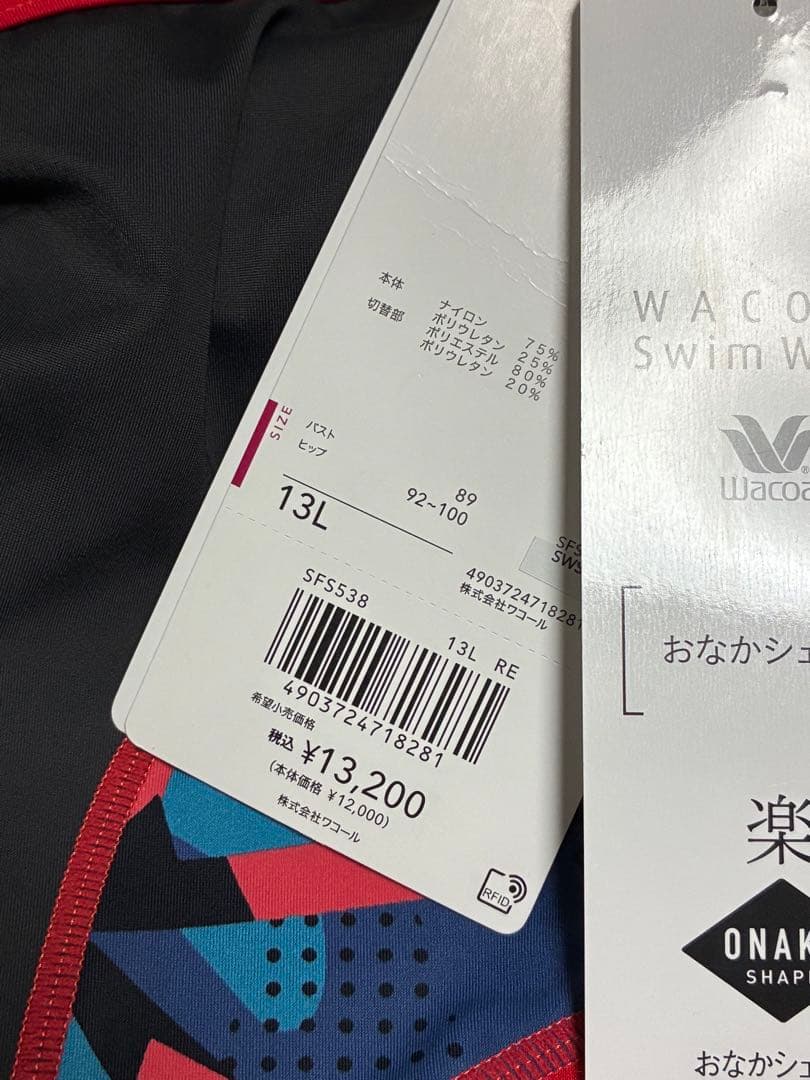 本体 ナイロン 75%
ポリウレタン 25%
切替部 ポリエステル 80%
ポリウレタン 20%
SIZE
バスト 89
ヒップ 92~100
13L
4903724718281
株式会社ワコール
SFS538
13L RE
4903724718281
希望小売価格
税込 ¥13,200
(本体価格 ¥12,000)
株式会社ワコール
RFID
WACO
Swim W
Wacoa
おなかシェ
楽
ONAK
SHAP
おなかシェ